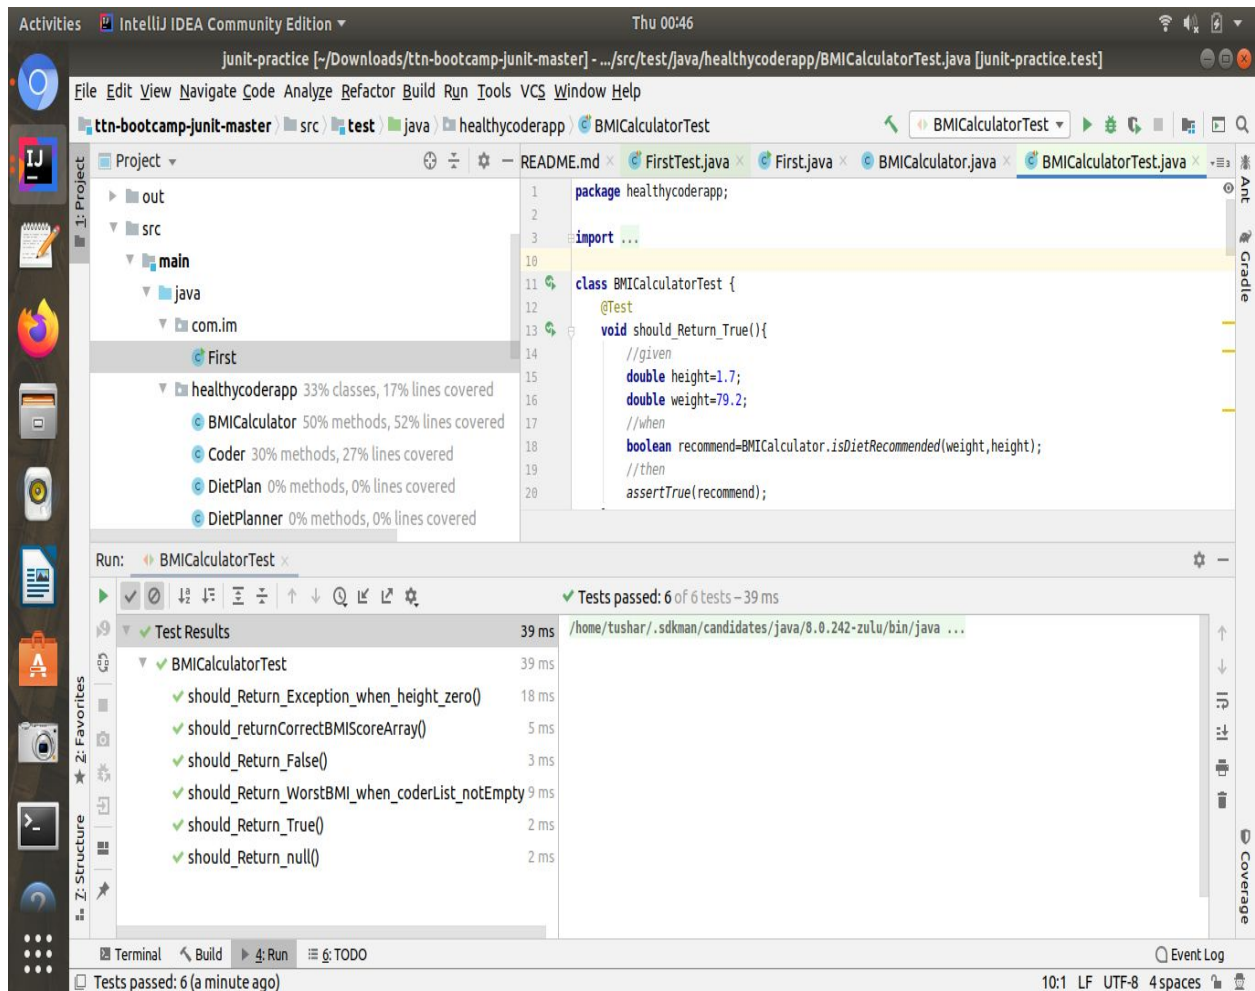 Activities IntelliJ IDEA Community Edition Thu 00:46
junit-practice [~/Downloads/ttn-bootcamp-junit-master] - .../src/test/java/healthycoderapp/BMICalculatorTest.java [junit-practice.test]
File Edit View Navigate Code Analyze Refactor Build Run Tools VCS Window Help
ttn-bootcamp-junit-master src test java healthycoderapp BMICalculatorTest BMICalculatorTest
1: Project
Project
README.md FirstTest.java First.java BMICalculator.java BMICalculatorTest.java
out
src
main
java
com.im
First
healthycoderapp 33% classes, 17% lines covered
BMICalculator 50% methods, 52% lines covered
Coder 30% methods, 27% lines covered
DietPlan 0% methods, 0% lines covered
DietPlanner 0% methods, 0% lines covered
1 package healthycoderapp;
2
3 import ...
10
11 class BMICalculatorTest {
12 @Test
13 void should_Return_True(){
14 //given
15 double height=1.7;
16 double weight=79.2;
17 //when
18 boolean recommend=BMICalculator.isDietRecommended(weight,height);
19 //then
20 assertTrue(recommend);
Ant
Gradle
Run: BMICalculatorTest
Tests passed: 6 of 6 tests – 39 ms
Test Results 39 ms
BMICalculatorTest 39 ms
should_Return_Exception_when_height_zero() 18 ms
should_returnCorrectBMIScoreArray() 5 ms
should_Return_False() 3 ms
should_Return_WorstBMI_when_coderList_notEmpty 9 ms
should_Return_True() 2 ms
should_Return_null() 2 ms
/home/tushar/.sdkman/candidates/java/8.0.242-zulu/bin/java ...
2: Favorites
Z: Structure
Coverage
Terminal Build 4: Run 6: TODO Event Log
Tests passed: 6 (a minute ago) 10:1 LF UTF-8 4 spaces